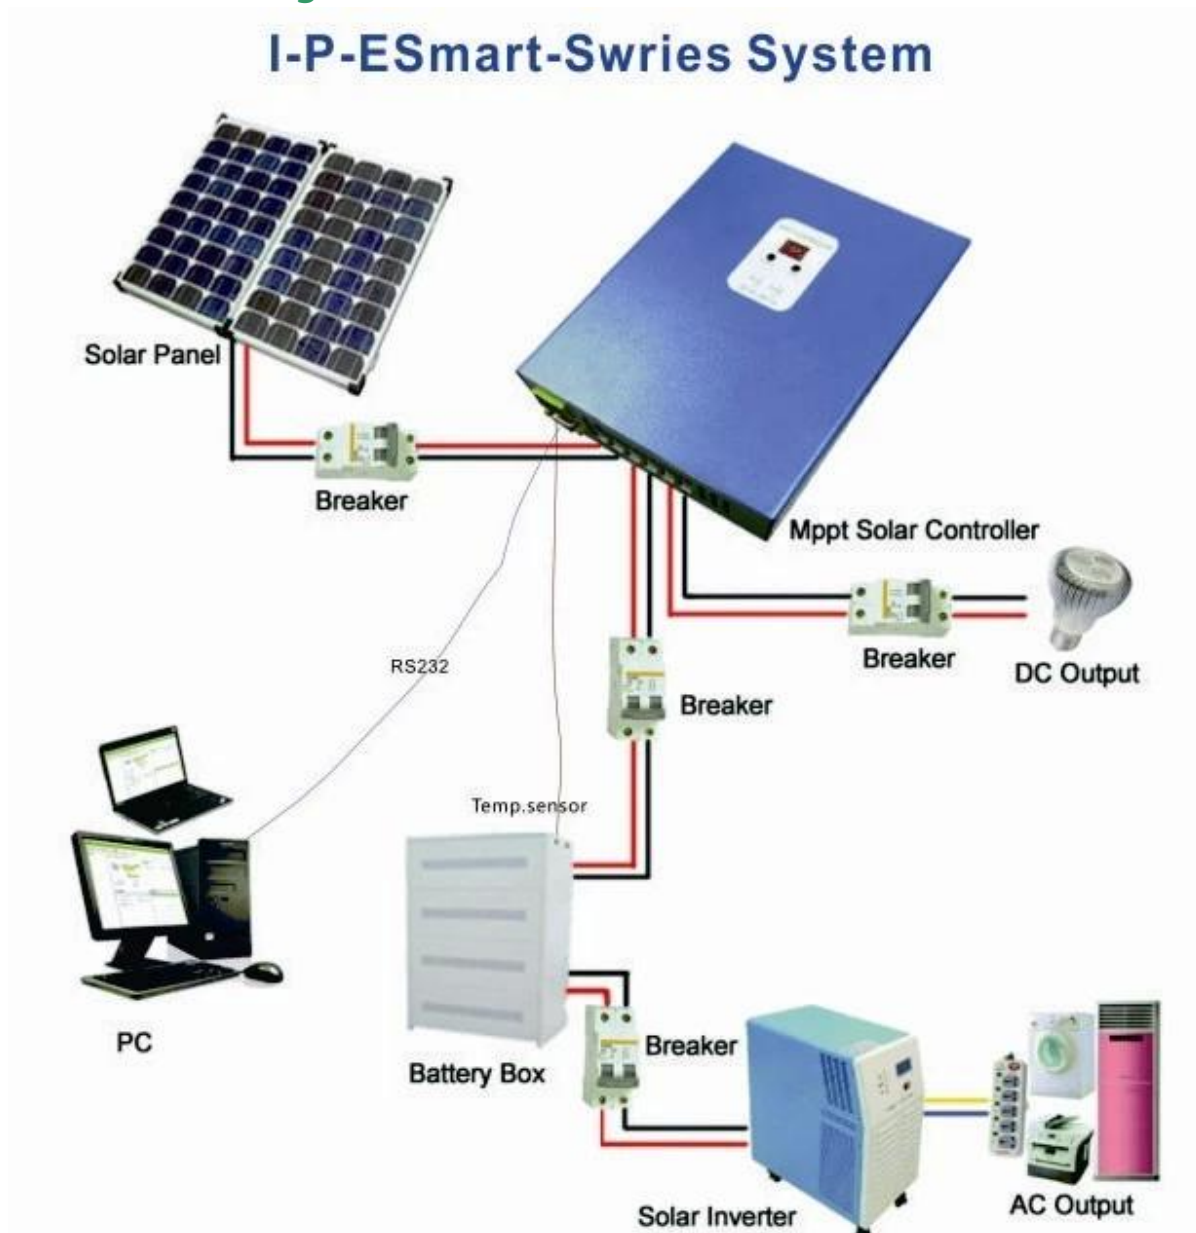 I-P-ESmart-Swries System
Solar Panel
Breaker
Mppt Solar Controller
Breaker
DC Output
RS232
Breaker
Temp.sensor
PC
Battery Box
Breaker
Solar Inverter
AC Output